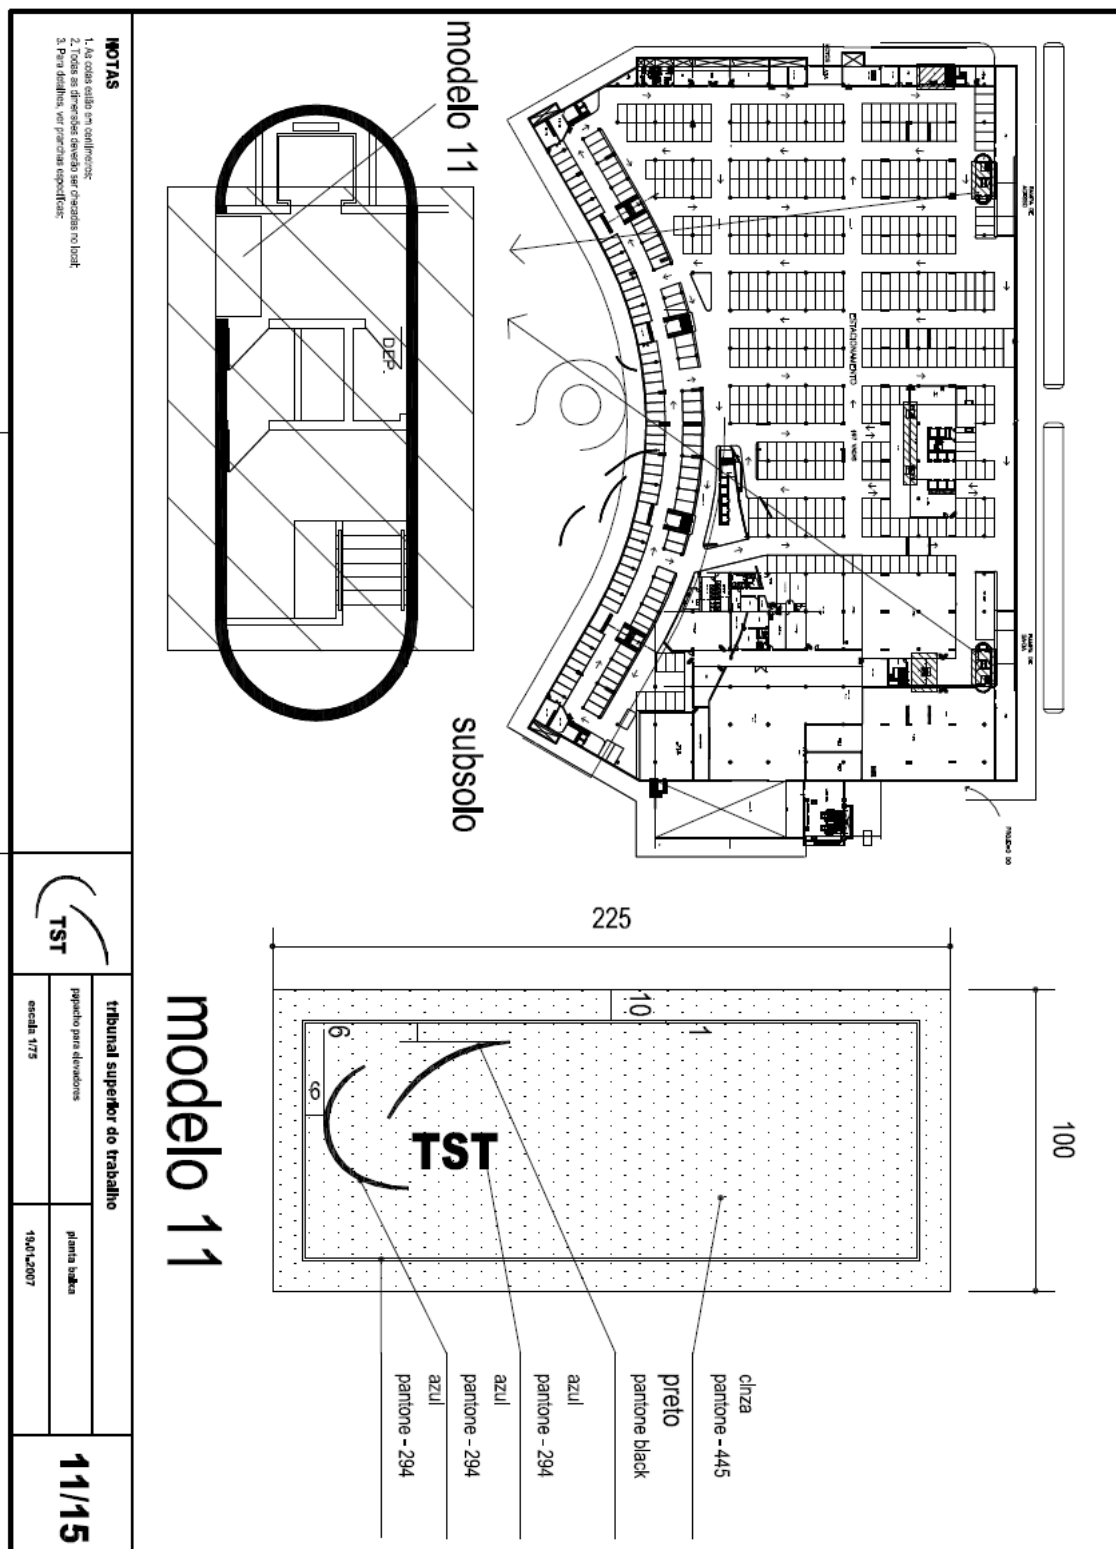 modelo 11
subsolo
DEP.
ESTACIONAMENTO
RAMPA DE
225
100
10
1
6
6
TST
cinza
pantone - 445
preto
pantone black
azul
pantone - 294
azul
pantone - 294
azul
pantone - 294
modelo 11
NOTAS
1. As cotas estão em centímetros;
2. Todas as dimensões deverão ser checadas no local;
3. Para detalhes, ver pranchas específicas;
TST
tribunal superior do trabalho
papacho para elevadores
planta baixa
escala 1/75
19.01.2007
11/15